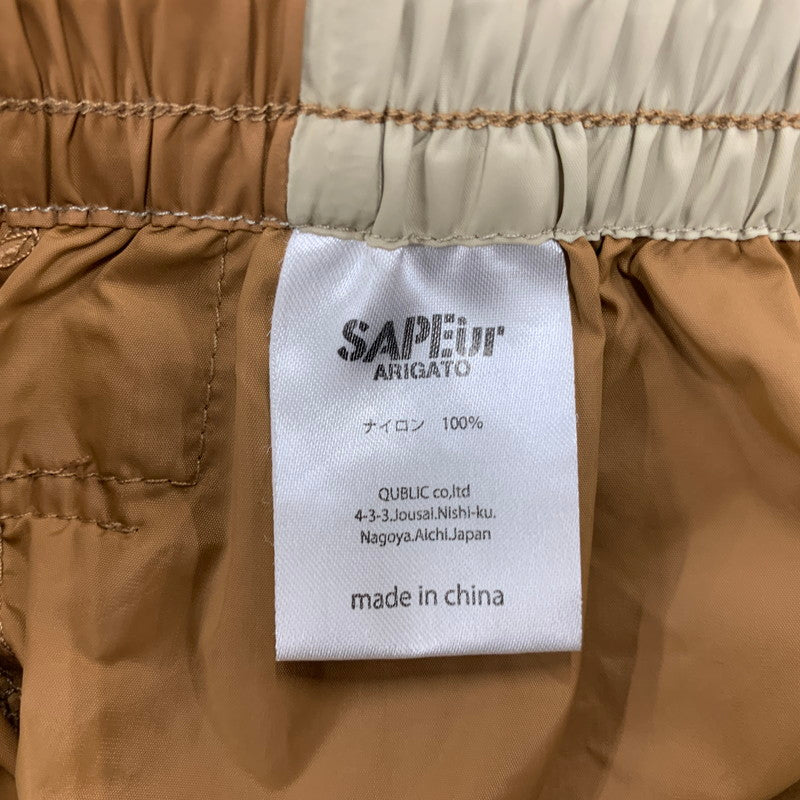 SAPEur
ARIGATO
ナイロン 100%
QUBLIC co,ltd
4-3-3.Jousai.Nishi-ku.
Nagoya.Aichi.Japan
made in china